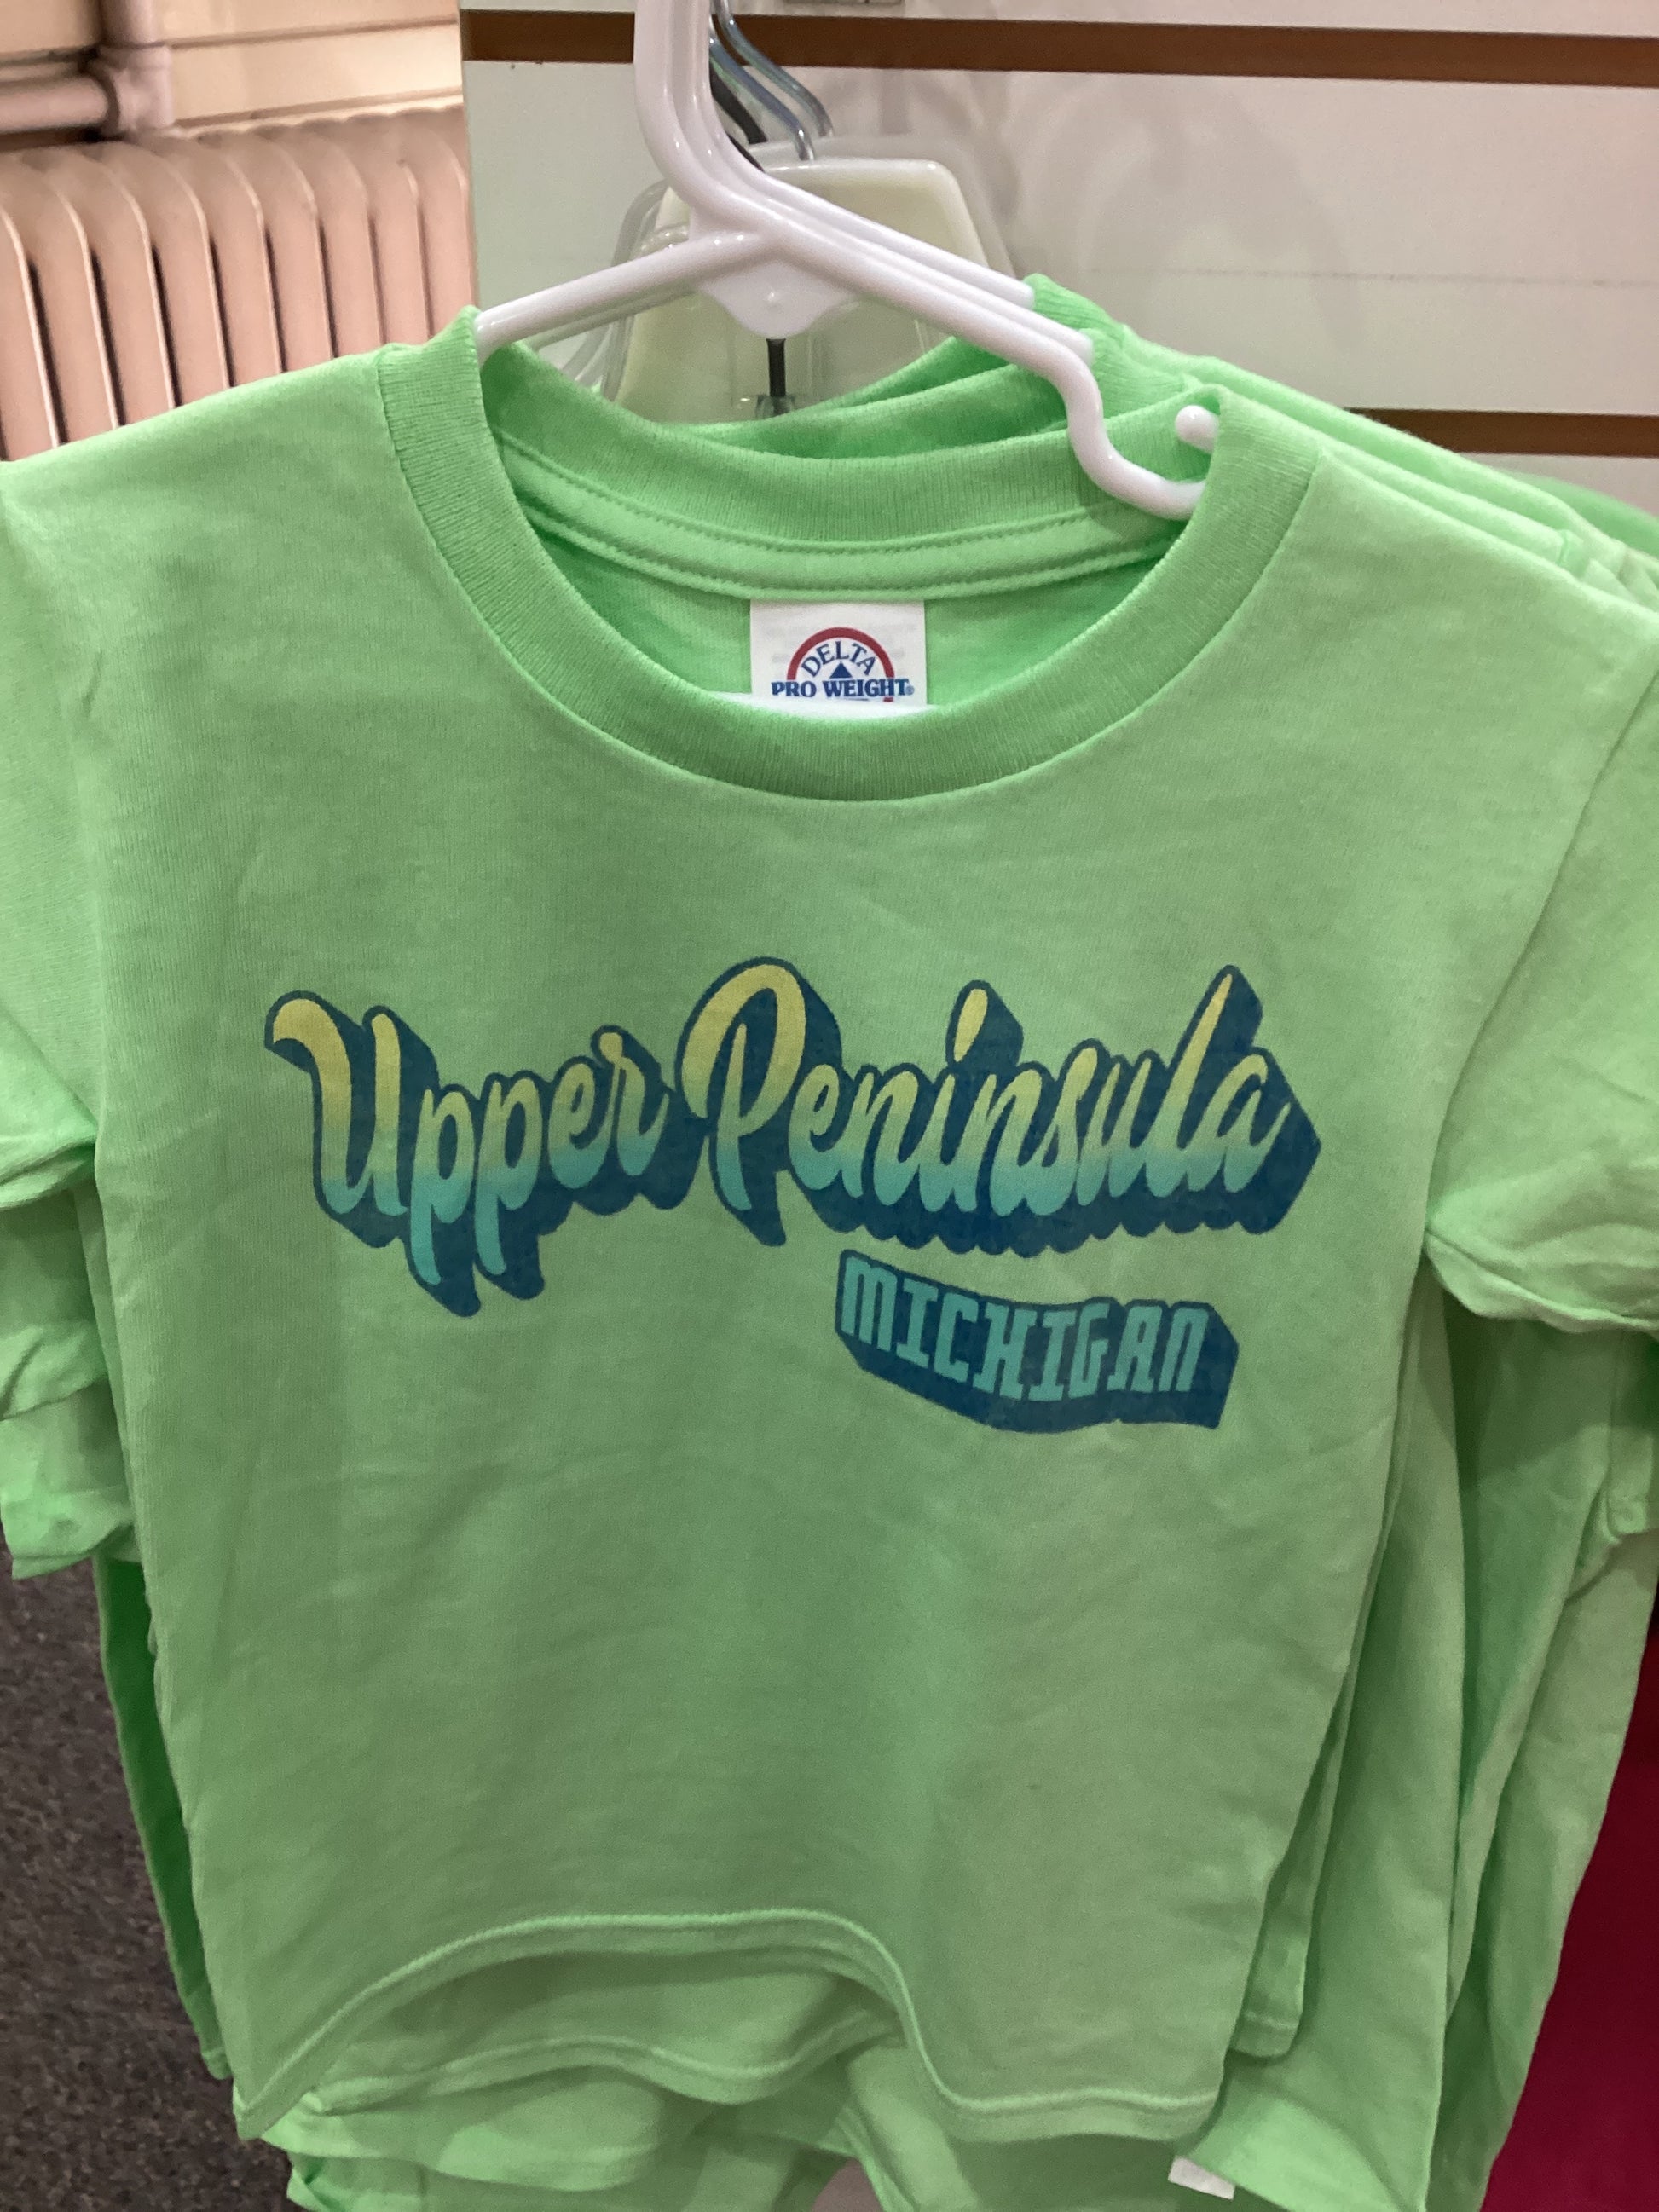 DELTA
PRO WEIGHT®
Upper Peninsula
MICHIGAN